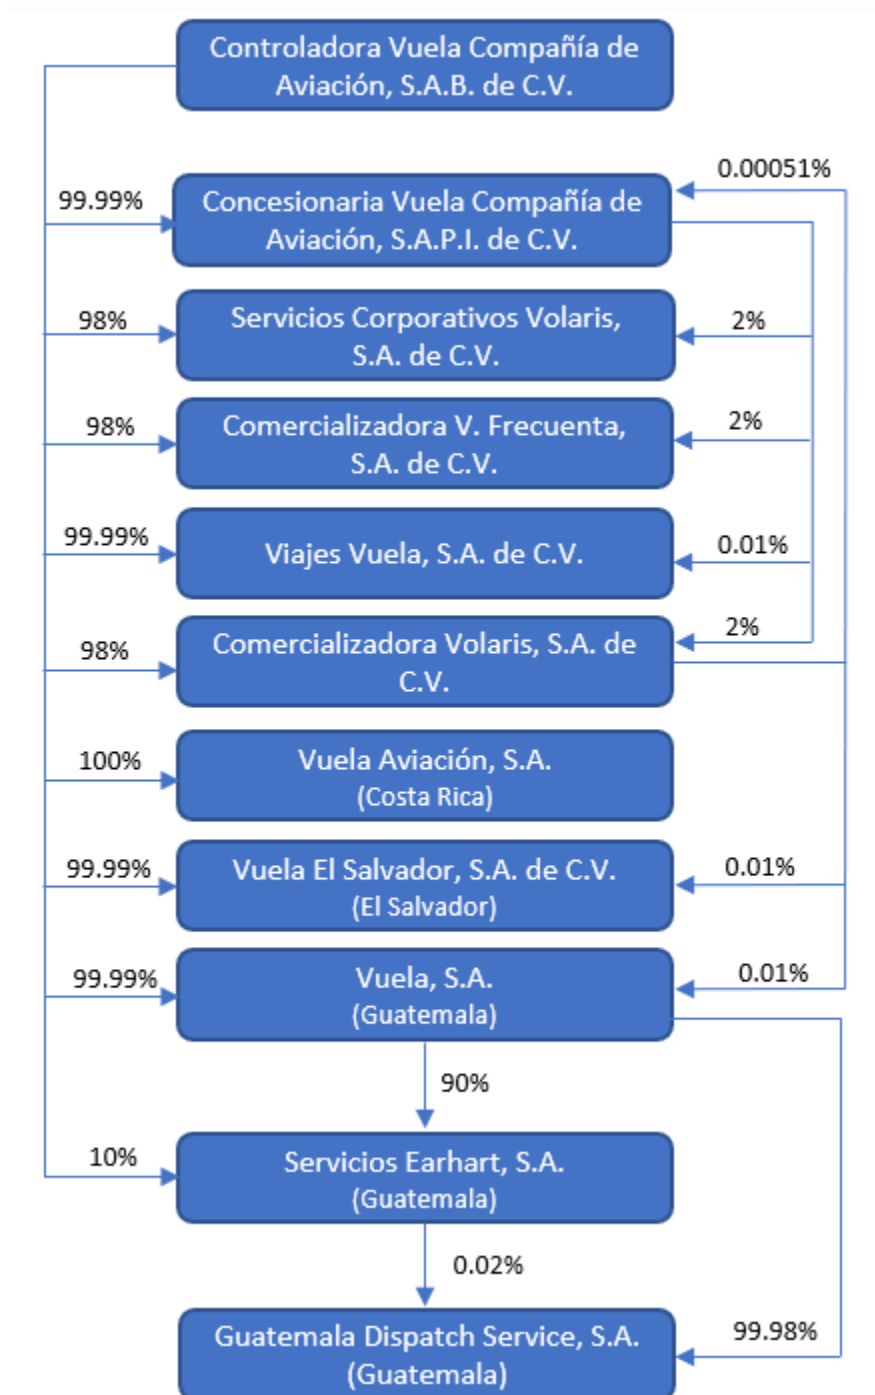 Controladora Vuela Compañía de
Aviación, S.A.B. de C.V.
0.00051%
99.99%
Concesionaria Vuela Compañía de
Aviación, S.A.P.I. de C.V.
98%
Servicios Corporativos Volaris,
S.A. de C.V.
2%
98%
Comercializadora V. Frecuenta,
S.A. de C.V.
2%
99.99%
Viajes Vuela, S.A. de C.V.
0.01%
98%
Comercializadora Volaris, S.A. de
C.V.
2%
100%
Vuela Aviación, S.A.
(Costa Rica)
99.99%
Vuela El Salvador, S.A. de C.V.
(El Salvador)
0.01%
99.99%
Vuela, S.A.
(Guatemala)
0.01%
90%
10%
Servicios Earhart, S.A.
(Guatemala)
0.02%
Guatemala Dispatch Service, S.A.
(Guatemala)
99.98%